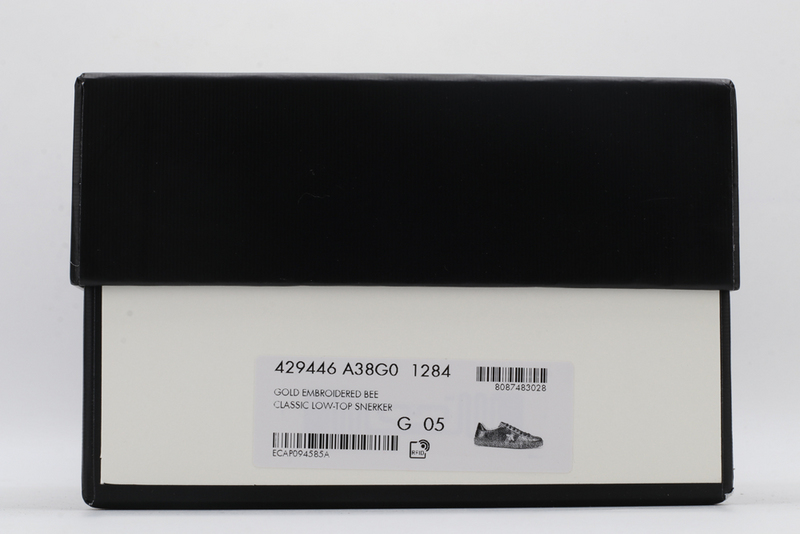 429446 A38G0 1284
8087483028
GOLD EMBROIDERED BEE
CLASSIC LOW-TOP SNERKER
G 05
ECAP094585A
RFID